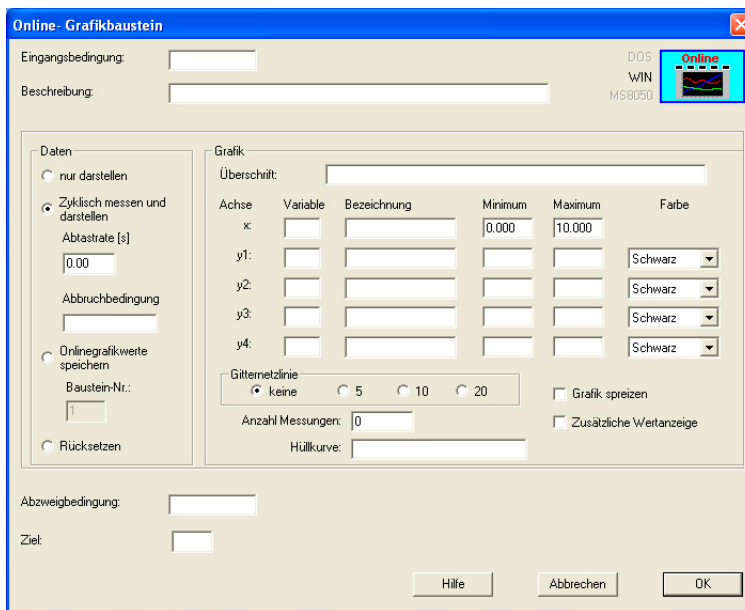 Online- Grafikbaustein
Eingangsbedingung:
DOS
WIN
MS8050
Online
Beschreibung:
Daten
nur darstellen
Zyklisch messen und
darstellen
Abtastrate [s]
0.00
Abbruchbedingung
Onlinegrafikwerte
speichern
Baustein-Nr.:
1
Rücksetzen
Grafik
Überschrift:
Achse Variable Bezeichnung Minimum Maximum Farbe
x: 0.000 10.000
y1: Schwarz
y2: Schwarz
y3: Schwarz
y4: Schwarz
Gitternetzlinie
keine 5 10 20
Grafik spreizen
Anzahl Messungen: 0
Zusätzliche Wertanzeige
Hüllkurve:
Abzweigbedingung:
Ziel:
Hilfe Abbrechen OK